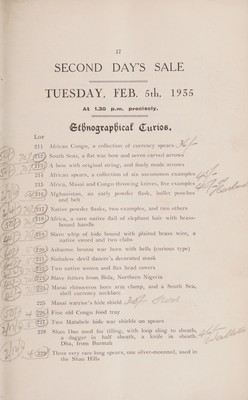 17
SECOND DAY'S SALE
TUESDAY, FEB. 5th, 1935
At 1.30 p.m. precisely.
Ethnographical Curios.
Lot
211 African Congo, a collection of currency spears
212 South Seas, a flat war bow and seven carved arrows
213 A bow with original string, and finely made arrows
214 African spears, a collection of six uncommon examples
215 Africa, Masai and Congo throwing knives, five examples
216 Afghanistan, an early powder flask, bullet pouches
and belt
217 Native powder flasks, two examples, and two others
218 Africa, a rare native flail of elephant hair with brass-
bound handle
219 Slave whip of hide bound with plaited brass wire, a
native sword and two clubs
220 Ashantee bronze war horn with bells (curious type)
221 Sinhalese devil dancer's decorated mask
222 Two native woven and flax head covers
223 Slave fetters from Bida, Northern Nigeria
224 Masai rhinoceros horn arm clamp, and a South Sea,
shell currency necklace
225 Masai warrior's hide shield
226 Fine old Congo food tray
227 Two Matabele hide war shields on spears
228 Shan Dao used for tilling, with loop sling to sheath,
a dagger in half sheath, a knife in sheath,
Dha, from Burmah
229 Three very rare long spears, one silver-mounted, used in
the Shan Hills